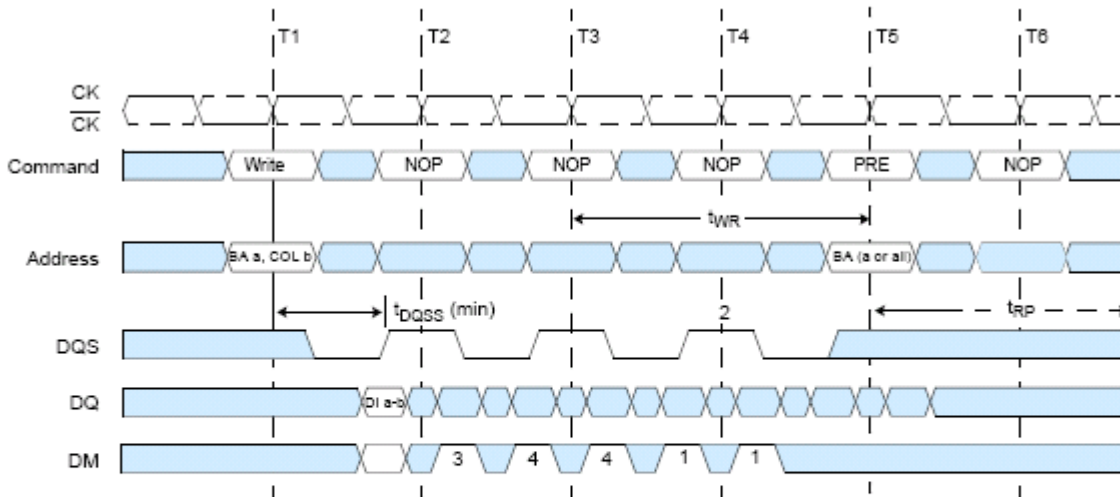 T1 T2 T3 T4 T5 T6
CK
CK
Command Write NOP NOP NOP PRE NOP
tWR
Address BA a, COL b BA (a or all)
tDQSS (min) 2 tRP
DQS
DQ DI a-b
DM 3 4 4 1 1